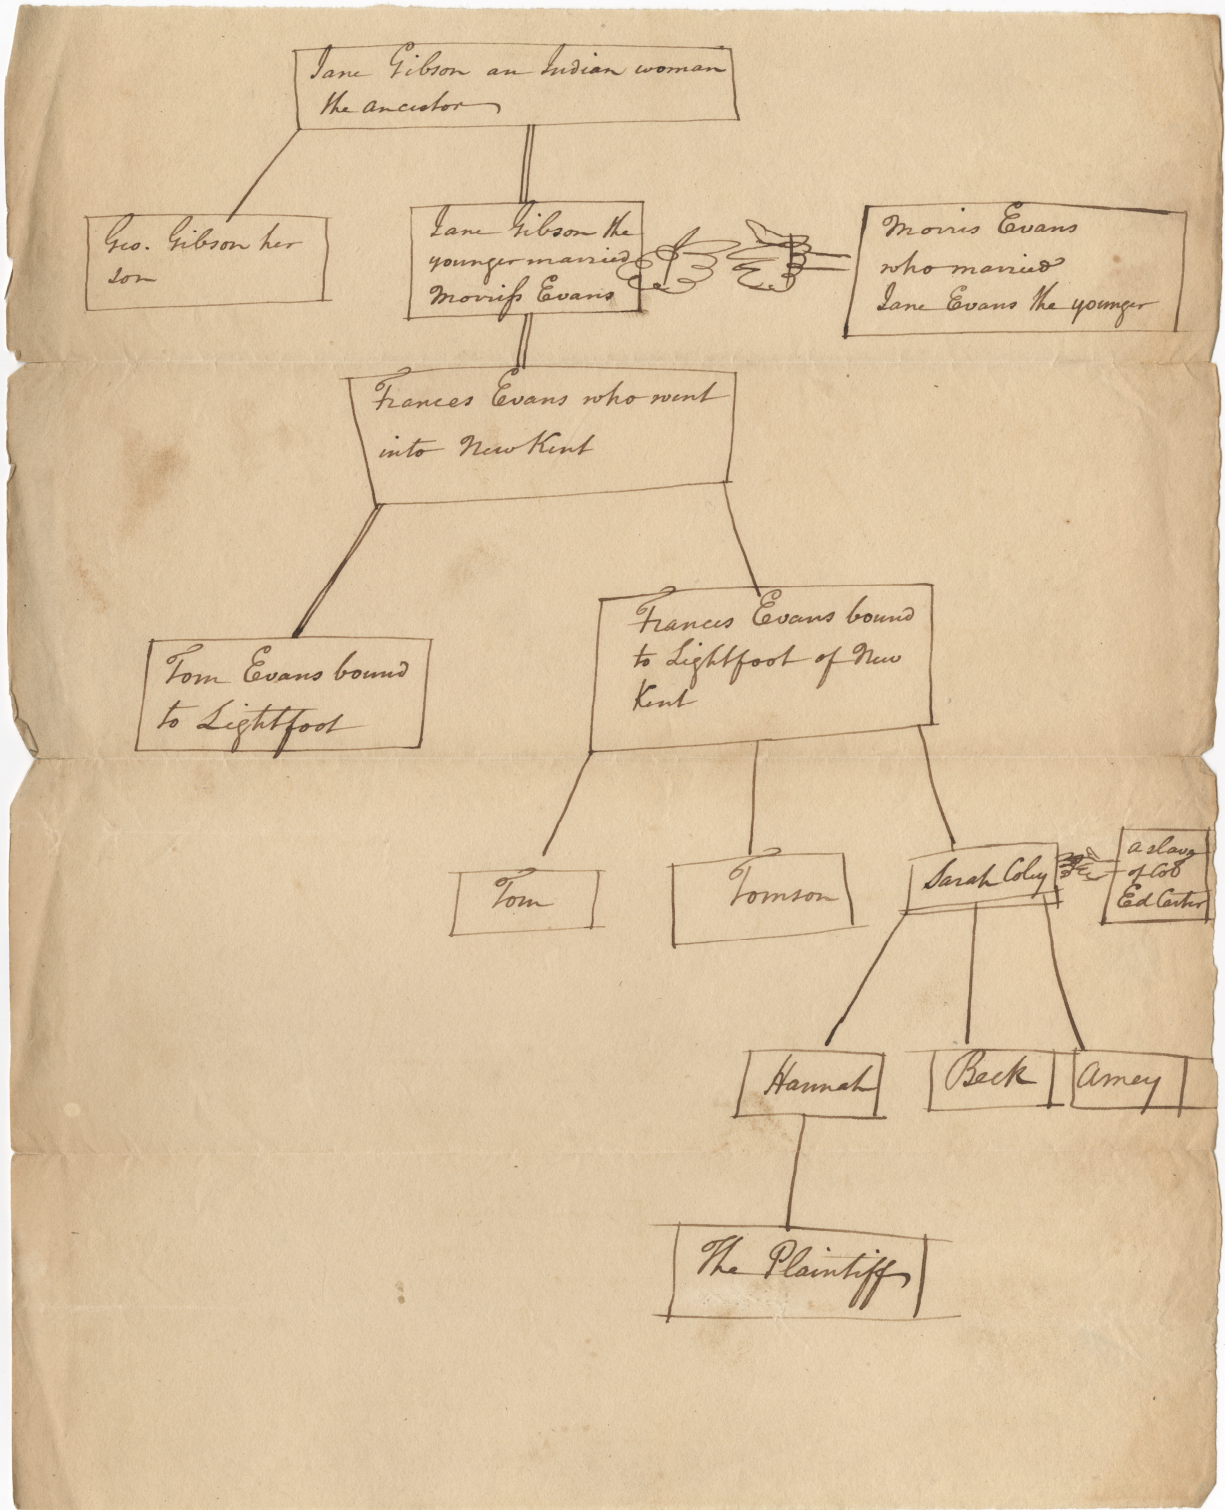 Jane Gibson an Indian woman
the ancestor
Geo. Gibson her
son
Jane Gibson the
younger married
Morriss Evans
Morris Evans
who married
Jane Evans the younger
Frances Evans who went
into New Kent
Tom Evans bound
to Lightfoot
Frances Evans bound
to Lightfoot of New
Kent
Tom
Tomson
Sarah Coley
a slave
of Col
Ed Carter
Hannah
Beck
Amey
The Plaintiff